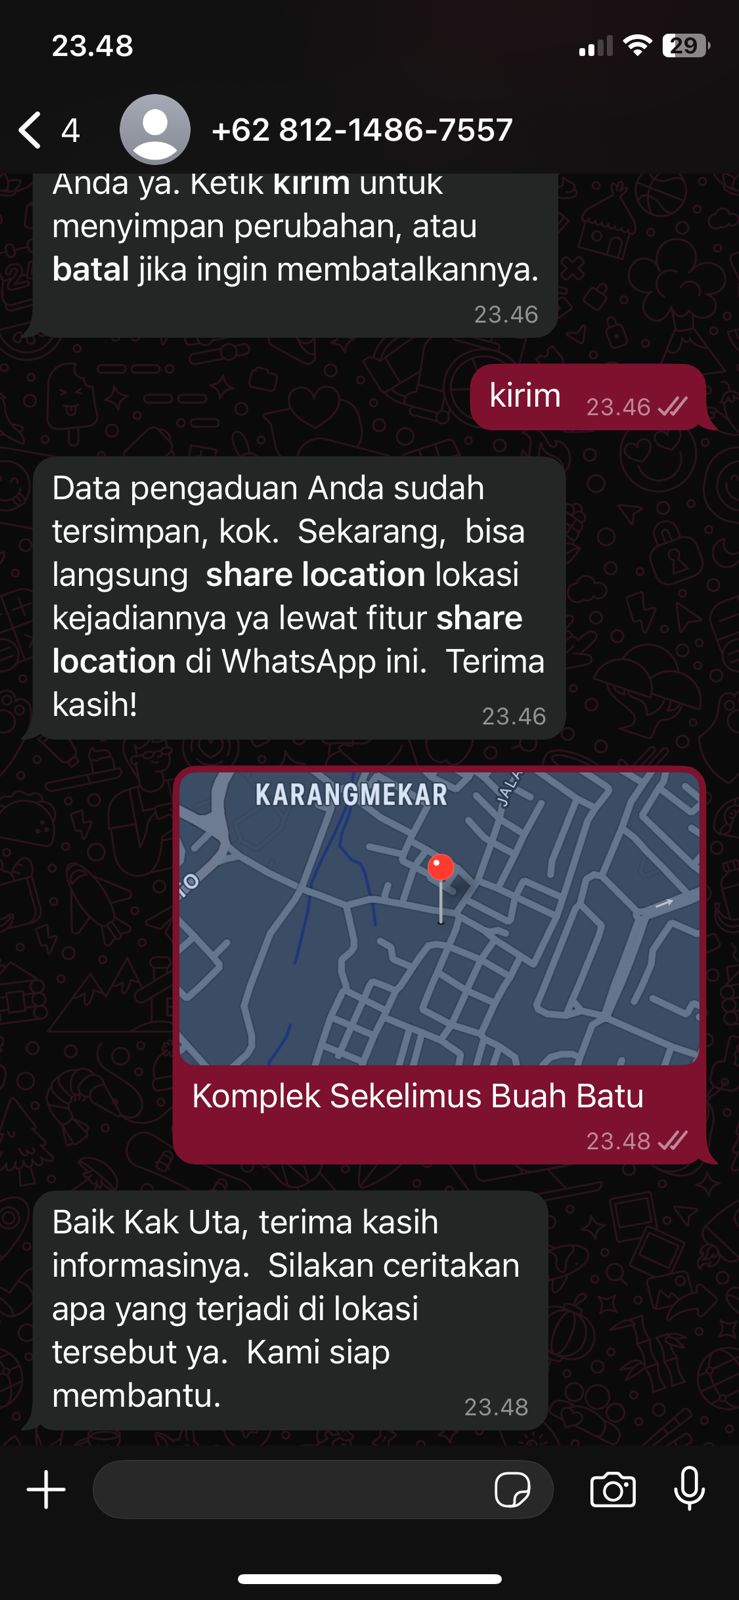 23.48
29
4
+62 812-1486-7557
Anda ya. Ketik kirim untuk
menyimpan perubahan, atau
batal jika ingin membatalkannya.
23.46
kirim
23.46
Data pengaduan Anda sudah
tersimpan, kok.  Sekarang,  bisa
langsung  share location lokasi
kejadiannya ya lewat fitur share
location di WhatsApp ini.  Terima
kasih!
23.46
KARANGMEKAR
JALA
TO
Komplek Sekelimus Buah Batu
23.48
Baik Kak Uta, terima kasih
informasinya.  Silakan ceritakan
apa yang terjadi di lokasi
tersebut ya.  Kami siap
membantu.
23.48